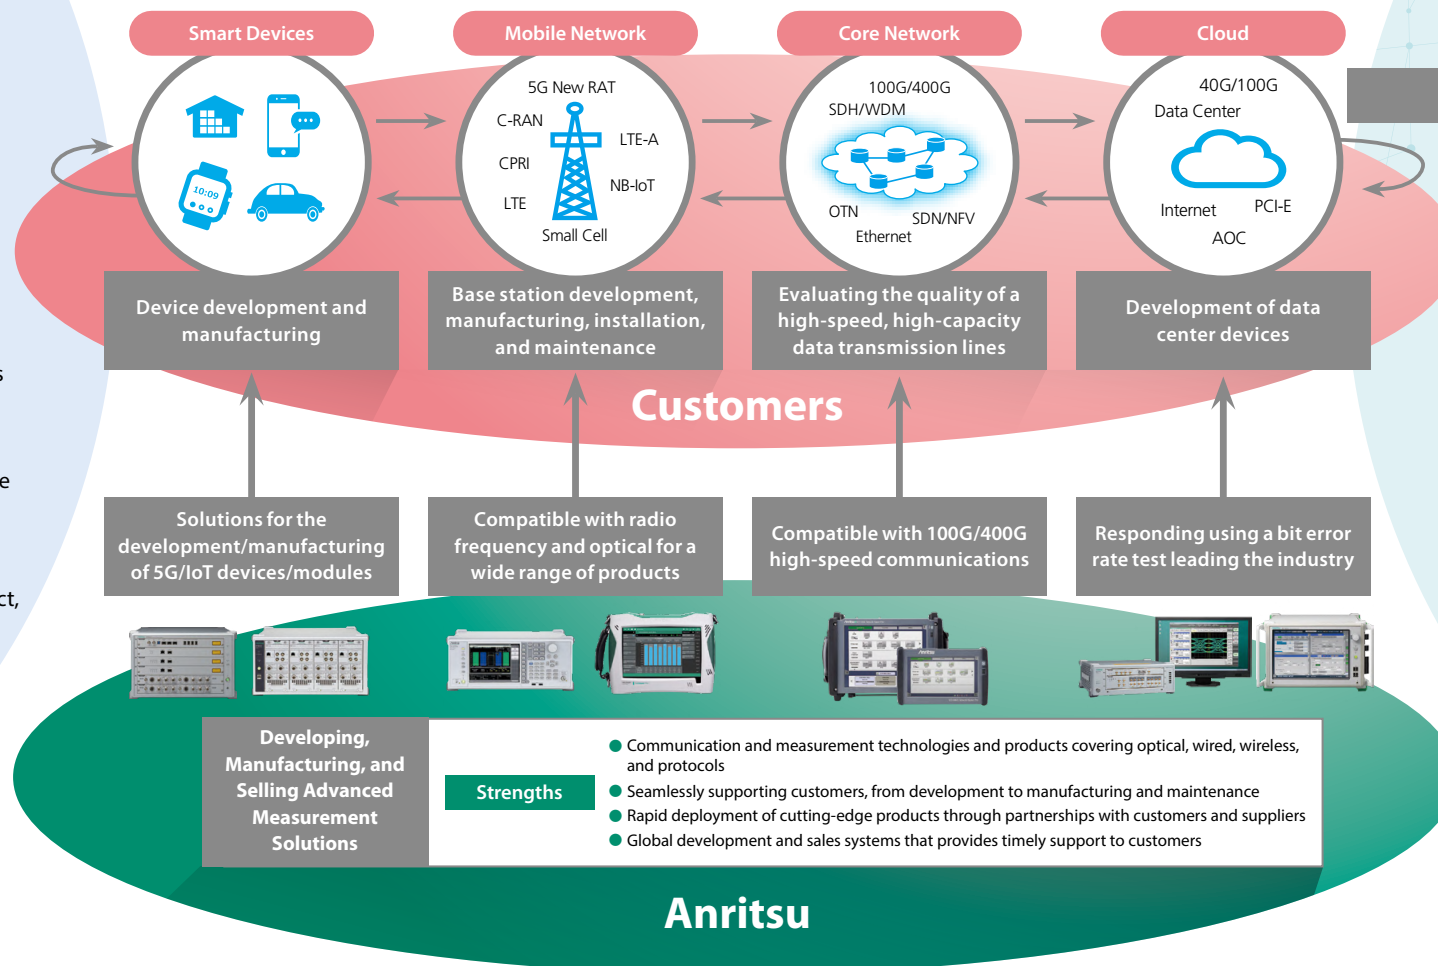 Smart Devices
Mobile Network
Core Network
Cloud
10:09
5G New RAT
C-RAN
LTE-A
CPRI
NB-IoT
LTE
Small Cell
100G/400G
SDH/WDM
OTN
SDN/NFV
Ethernet
40G/100G
Data Center
Internet
PCI-E
AOC
Device development and
manufacturing
Base station development,
manufacturing, installation,
and maintenance
Evaluating the quality of a
high-speed, high-capacity
data transmission lines
Development of data
center devices
s
Customers
e
Solutions for the
development/manufacturing
of 5G/IoT devices/modules
Compatible with radio
frequency and optical for a
wide range of products
Compatible with 100G/400G
high-speed communications
Responding using a bit error
rate test leading the industry
ct,
Anritsu
Developing,
Manufacturing, and
Selling Advanced
Measurement
Solutions
Strengths
● Communication and measurement technologies and products covering optical, wired, wireless,
and protocols
● Seamlessly supporting customers, from development to manufacturing and maintenance
● Rapid deployment of cutting-edge products through partnerships with customers and suppliers
● Global development and sales systems that provides timely support to customers
Anritsu